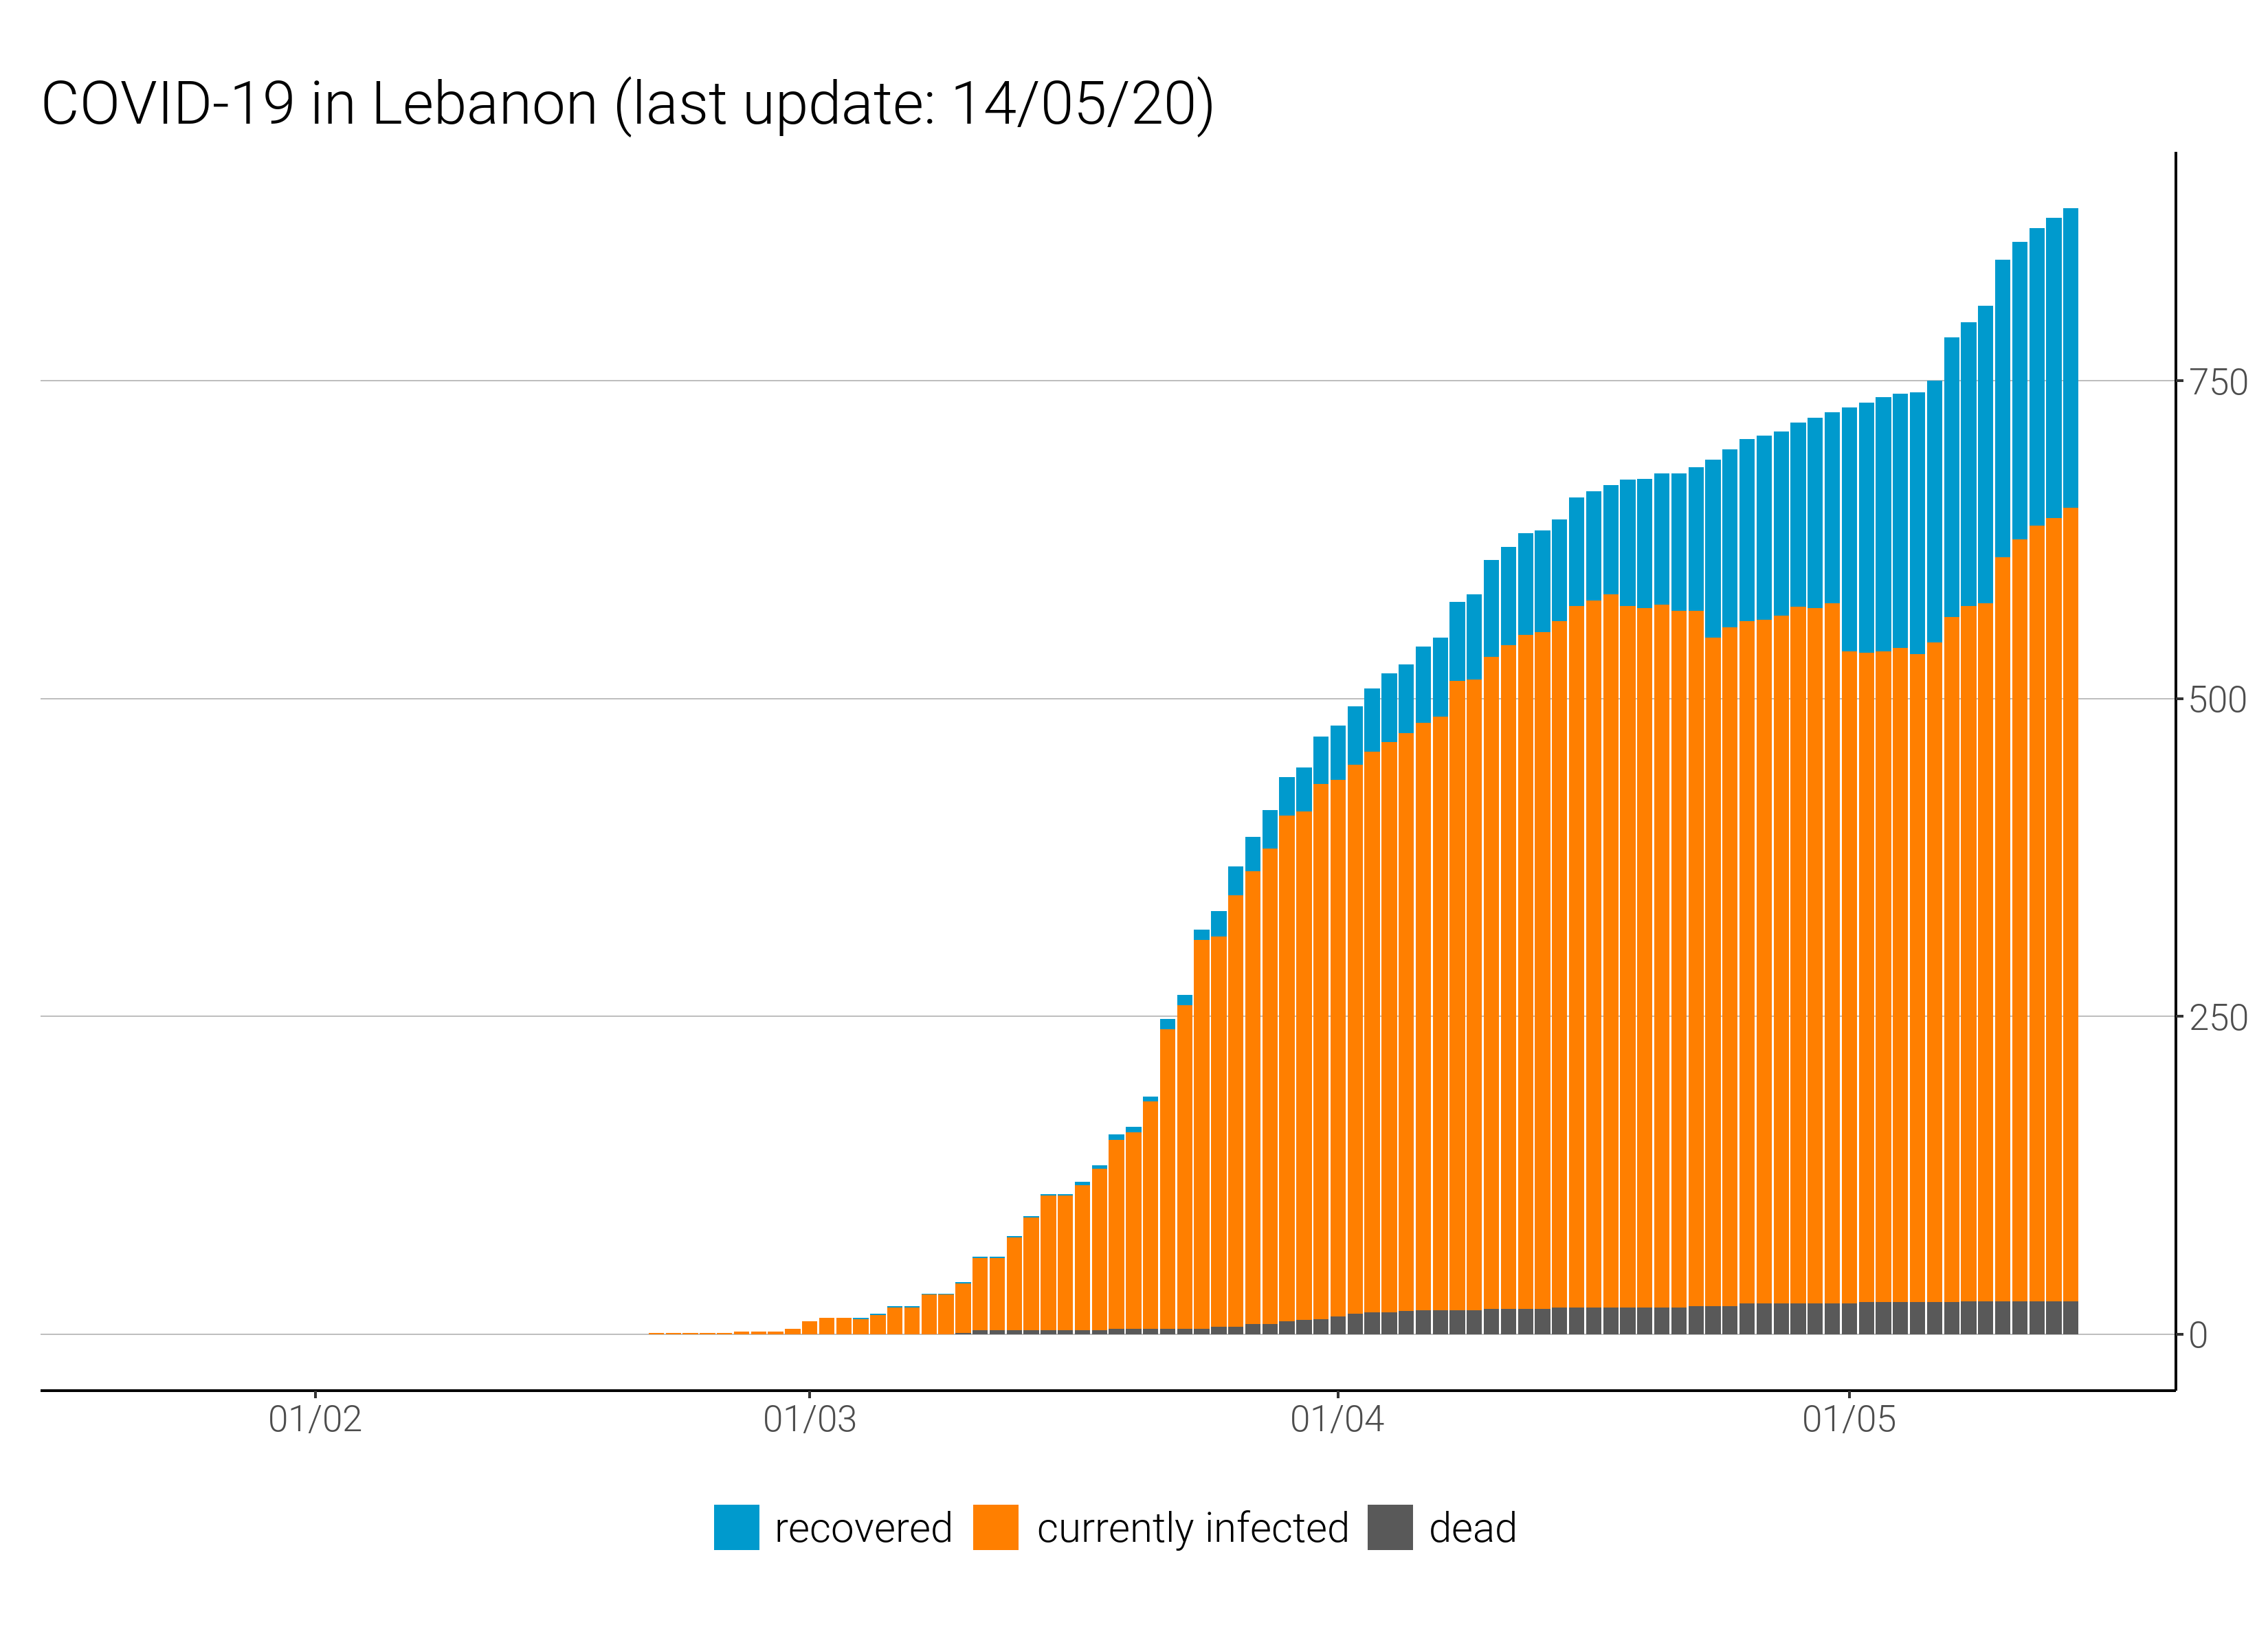 COVID-19 in Lebanon (last update: 14/05/20)
750
500
250
0
01/02 01/03 01/04 01/05
recovered currently infected dead